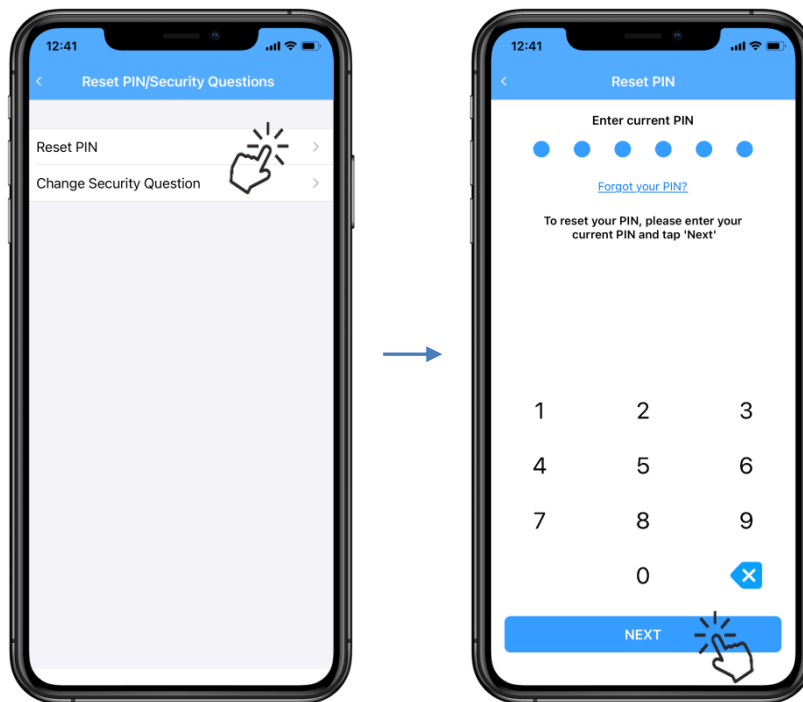 12:41
Reset PIN/Security Questions
Reset PIN
Change Security Question
12:41
Reset PIN
Enter current PIN
Forgot your PIN?
To reset your PIN, please enter your
current PIN and tap 'Next'
1 2 3
4 5 6
7 8 9
0
NEXT